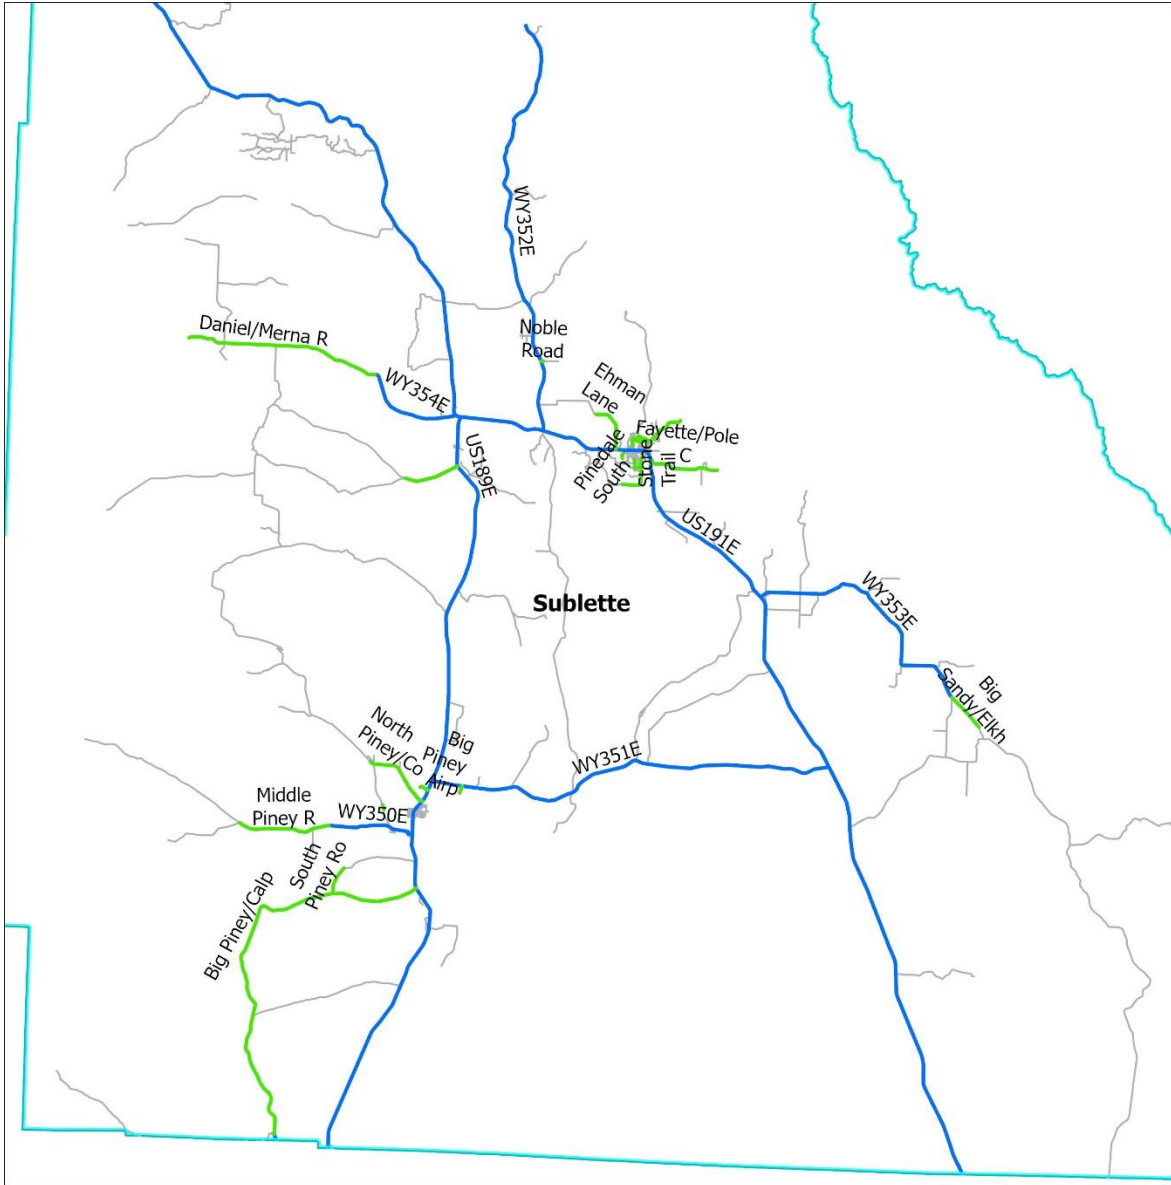 WY352E
Noble
Road
Daniel/Merna R
WY354E
Ehman
Lane
Fayette/Pole
Pinedale
South
Stone
Trail
C
US189E
US191E
Sublette
WY353E
Big
Sandy/Elkh
North
Piney/Co
Big
Piney
Airp
WY351E
Middle
Piney R
WY350E
South
Piney Ro
Big Piney/Calp